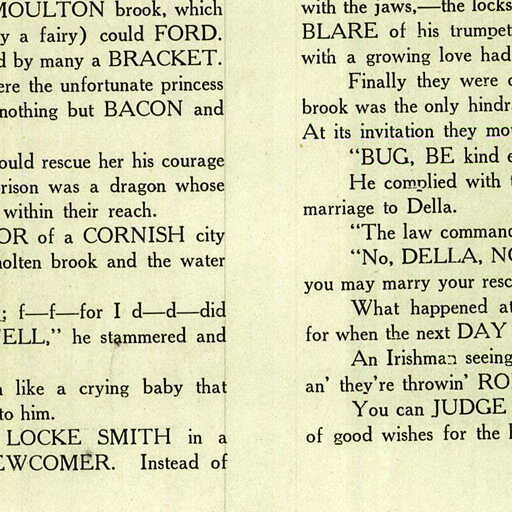 MOULTON brook, which
y a fairy) could FORD.
d by many a BRACKET.
ere the unfortunate princess
nothing but BACON and
ould rescue her his courage
rison was a dragon whose
within their reach.
OR of a CORNISH city
olten brook and the water
; f—f—for I d—d—did
ELL," he stammered and
like a crying baby that
to him.
LOCKE SMITH in a
EWCOMER. Instead of
with the jaws,—the locks
BLARE of his trumpet
with a growing love had
Finally they were
brook was the only hindr
At its invitation they mo
"BUG, BE kind
He complied with
marriage to Della.
"The law command
"No, DELLA, NO
you may marry your resc
What happened at
for when the next DAY
An Irishman seeing
an' they're throwin' RO
You can JUDGE
of good wishes for the